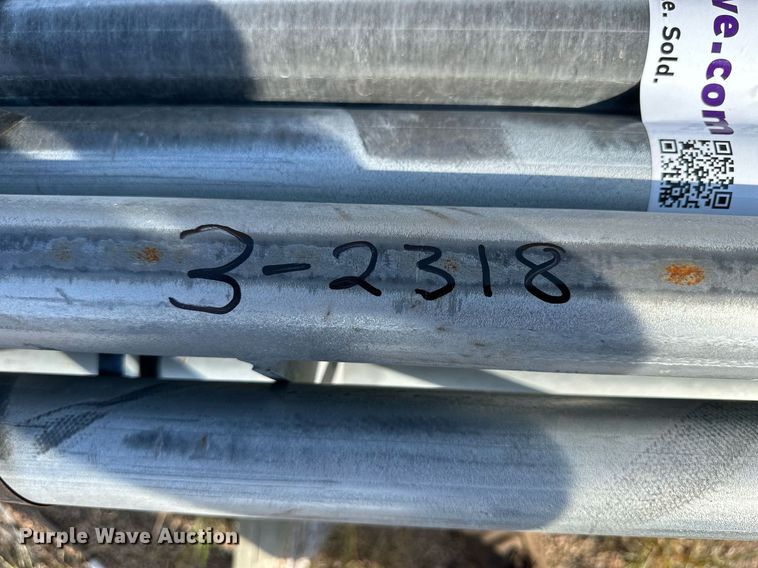 ve.com
e. Sold.
3-2318
Purple Wave Auction